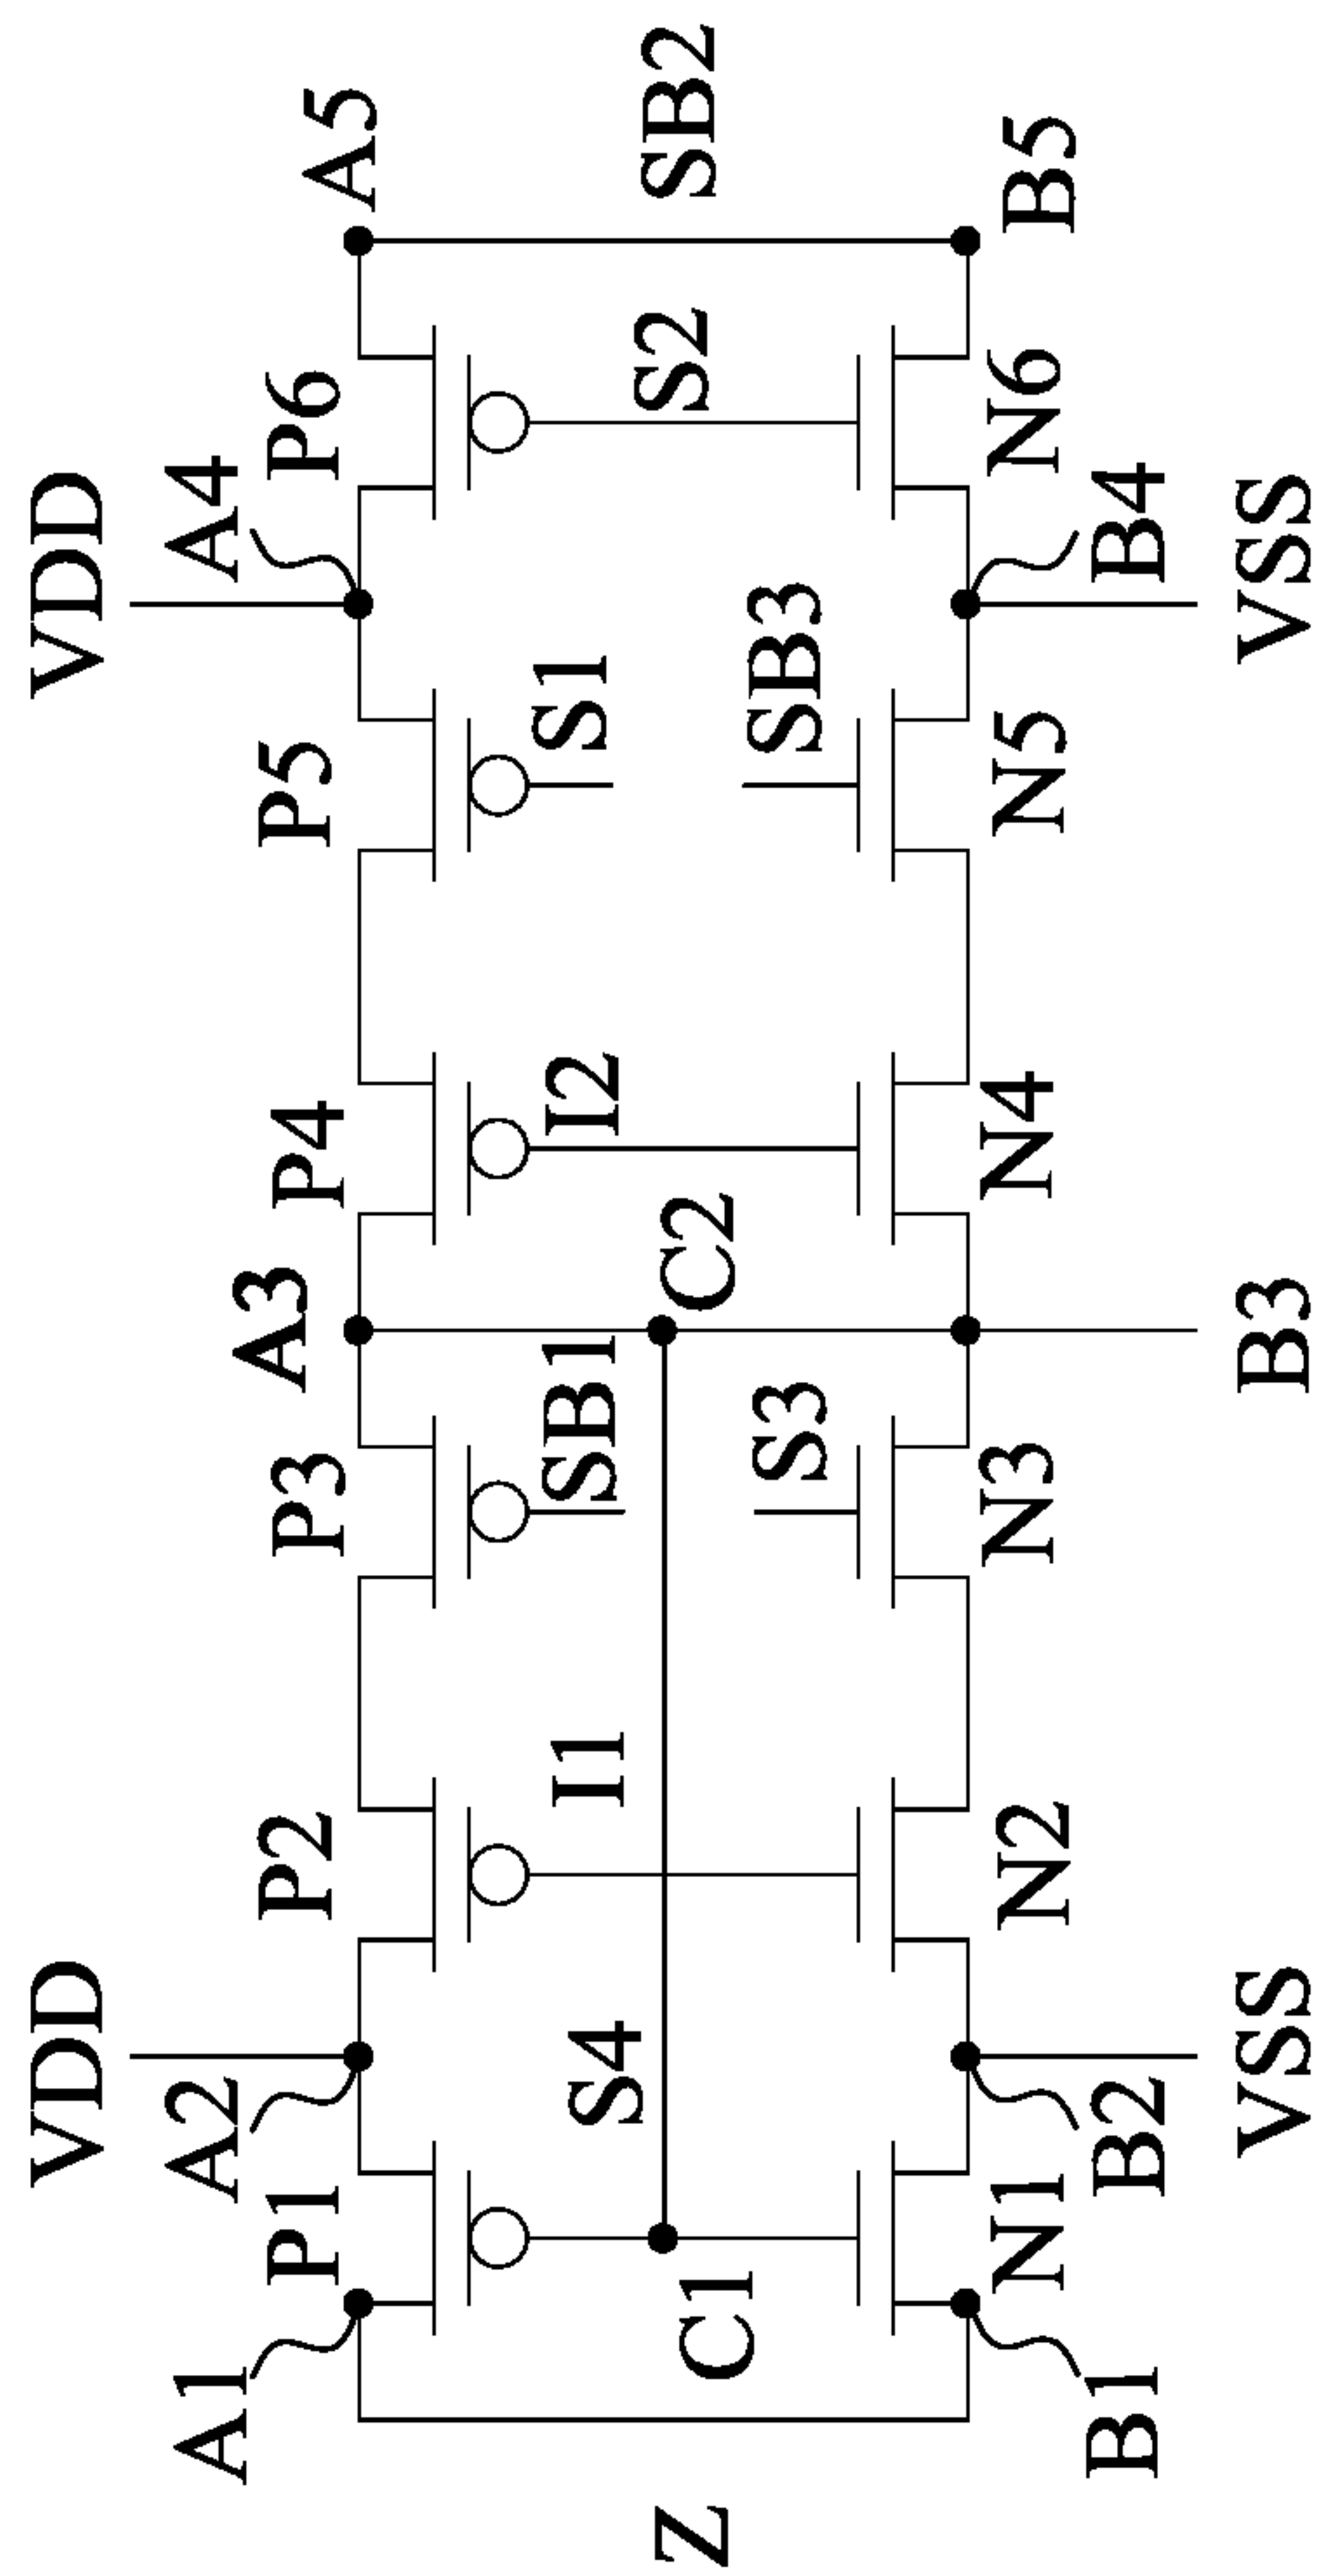 VDD
VDD
A1
A2
A3
A4
A5
P1
P2
P3
P4
P5
P6
S4
I1
SB1
I2
S1
S2
SB2
Z
C1
C2
S3
SB3
N1
N2
N3
N4
N5
N6
B1
B2
B4
B5
VSS
B3
VSS